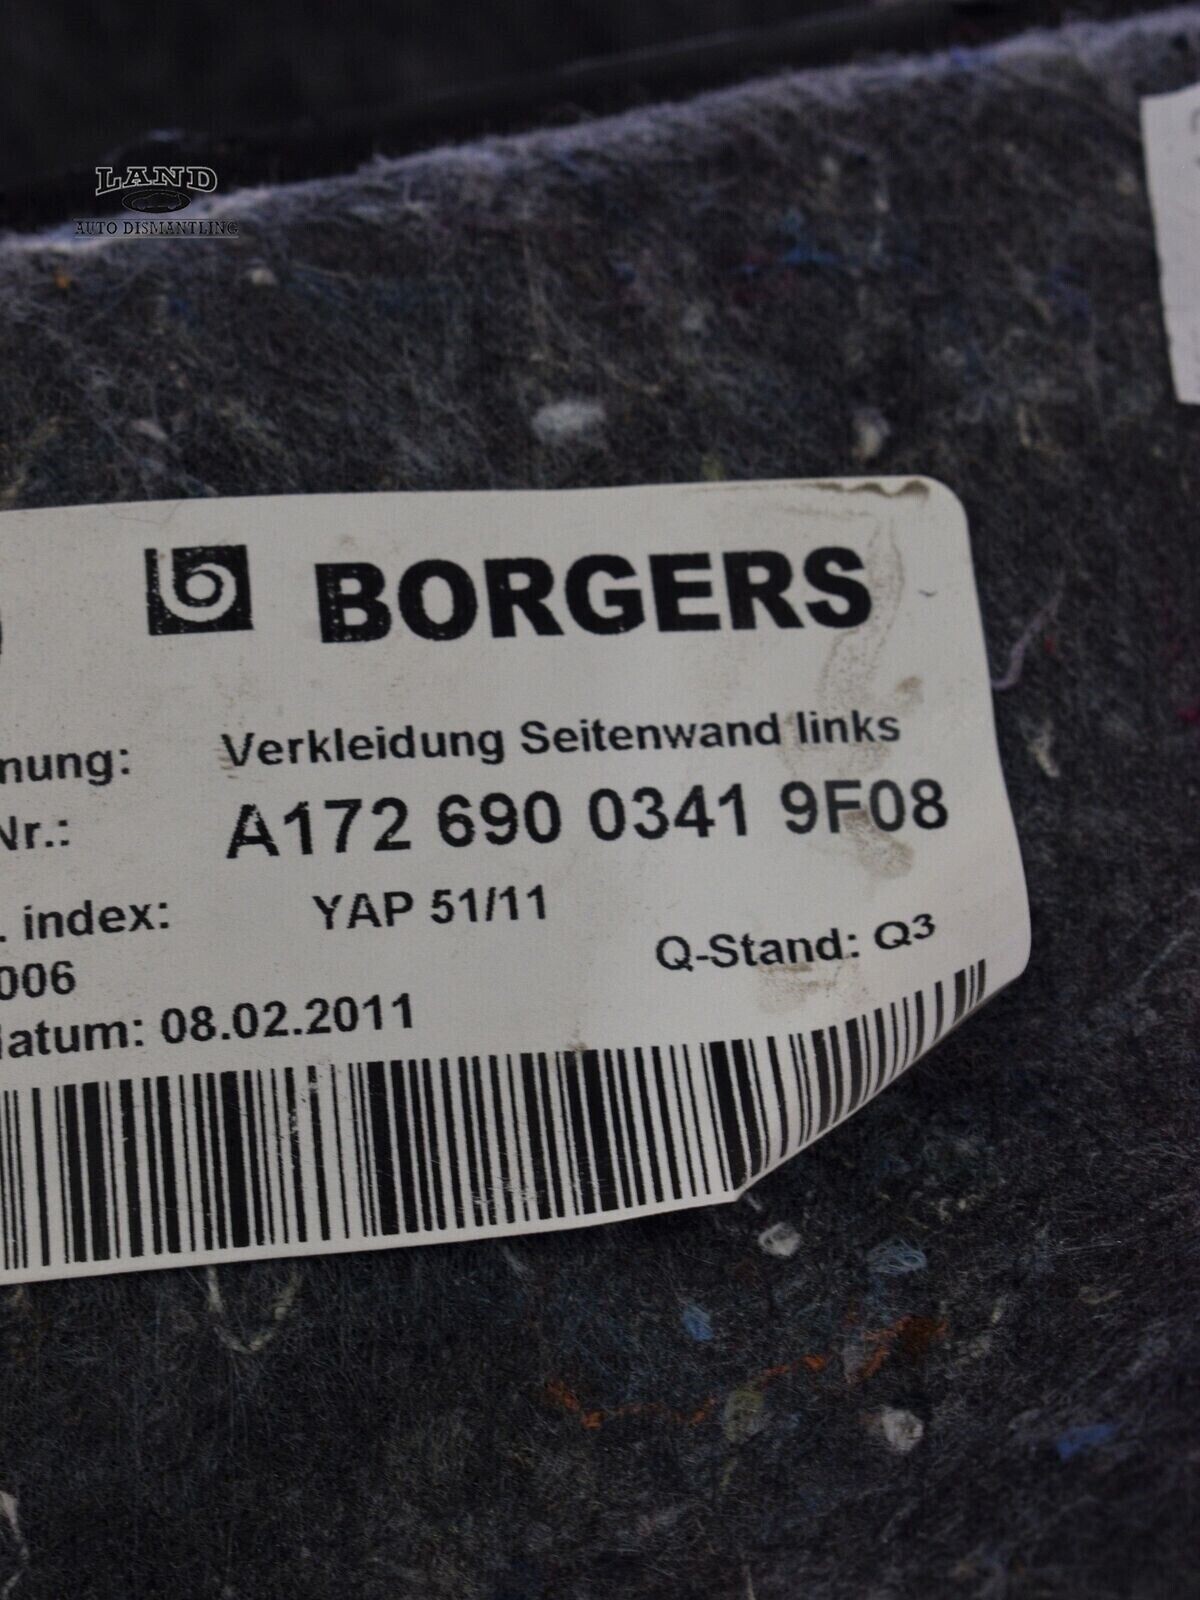 LAND
AUTO DISMANTLING
BORGERS
nung: Verkleidung Seitenwand links
Nr.: A172 690 0341 9F08
. index: YAP 51/11
006
Q-Stand: Q3
datum: 08.02.2011